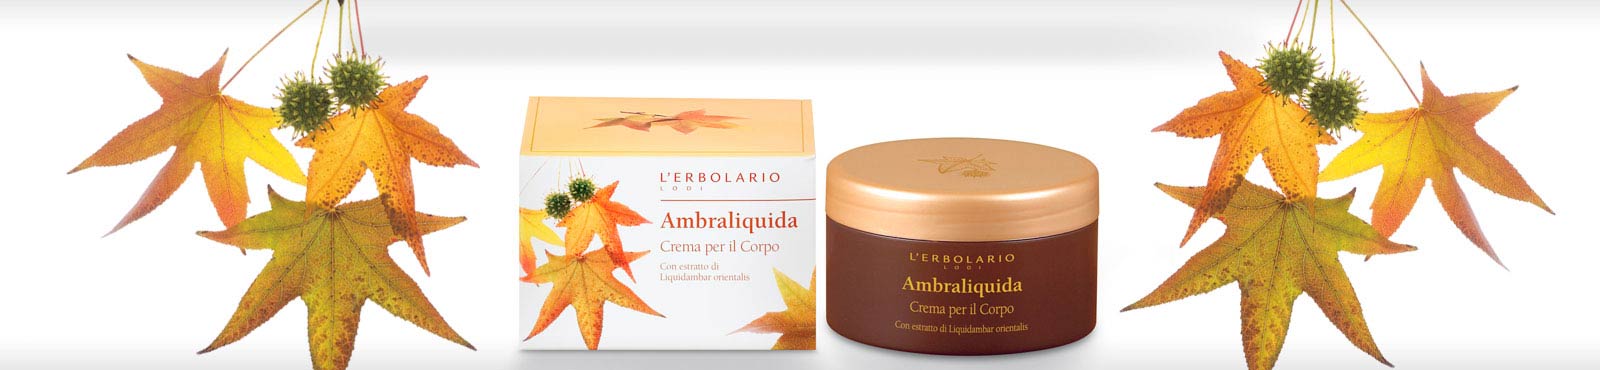 L'ERBOLARIO
LODI
Ambraliquida
Crema per il Corpo
Con estratto di
Liquidambar orientalis
L'ERBOLARIO
LODI
Ambraliquida
Crema per il Corpo
Con estratto di Liquidambar orientalis